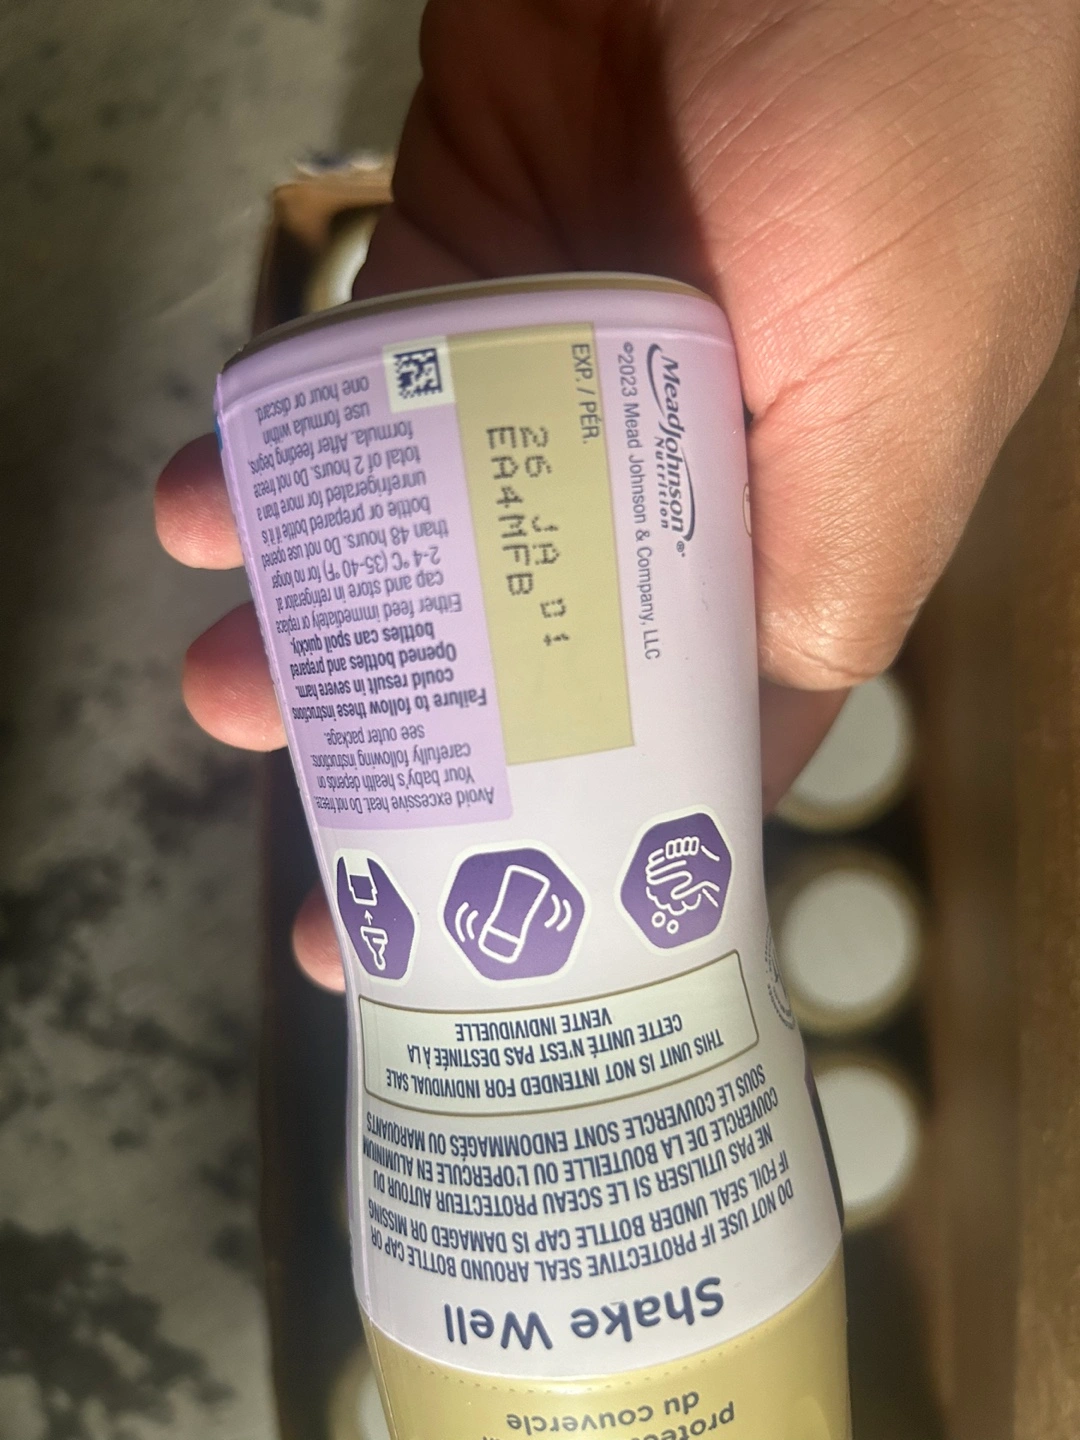 MeadJohnson®
Nutrition
©2023 Mead Johnson & Company, LLC
EXP. / PÉR.
26 JA
EA4MFB
Avoid excessive heat. Do not freeze.
Your baby's health depends on
carefully following instructions:
see outer package.
Failure to follow these instructions
could result in severe harm.
Opened bottles and prepared
bottles can spoil quickly.
Either feed immediately or replace
cap and store in refrigerator at
2-4 °C (35-40 °F) for no longer
than 48 hours. Do not use opened
bottle or prepared bottle if it is
unrefrigerated for more than a
total of 2 hours. Do not freeze
formula. After feeding begins,
use formula within
one hour or discard.
THIS UNIT IS NOT INTENDED FOR INDIVIDUAL SALE
CETTE UNITÉ N'EST PAS DESTINÉE À LA
VENTE INDIVIDUELLE
DO NOT USE IF PROTECTIVE SEAL AROUND BOTTLE CAP OR
IF FOIL SEAL UNDER BOTTLE CAP IS DAMAGED OR MISSING
NE PAS UTILISER SI LE SCEAU PROTECTEUR AUTOUR DU
COUVERCLE DE LA BOUTEILLE OU L'OPERCULE EN ALUMINIUM
SOUS LE COUVERCLE SONT ENDOMMAGÉS OU MARQUANTS
Shake Well
du couvercle